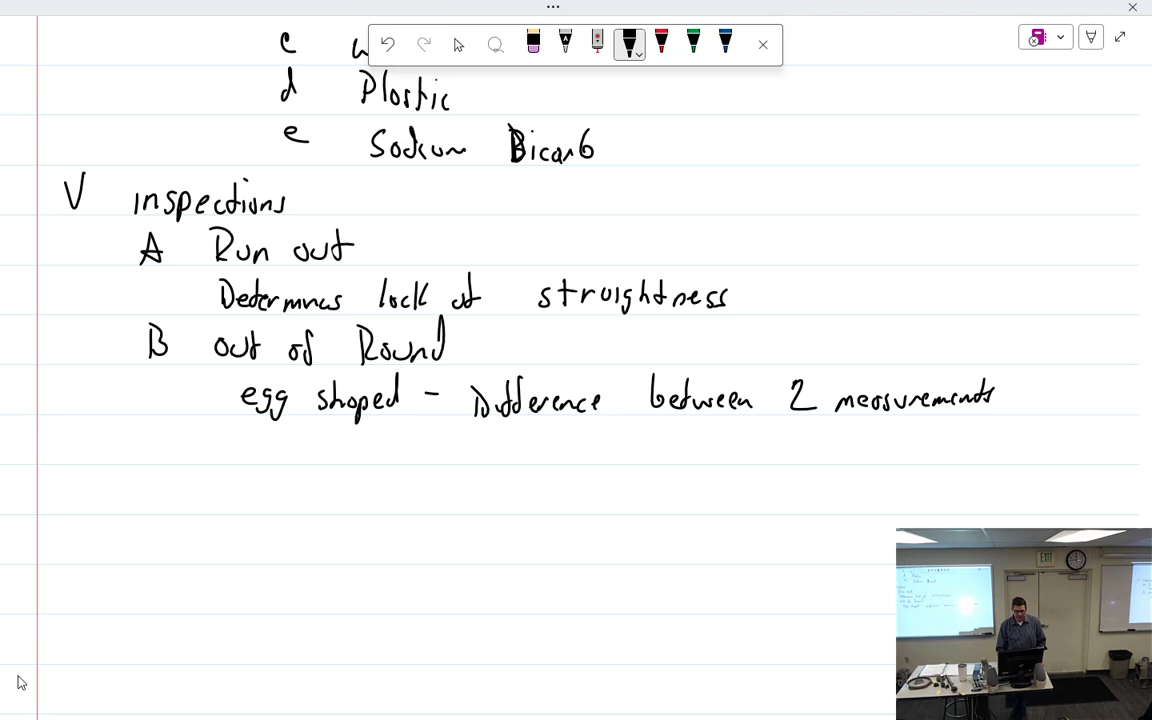 c
d Plastic
e Sodium Bicarb
V inspections
A Run out
Determines lack of straightness
B out of Round
egg shaped - Difference between 2 measurements
EXIT